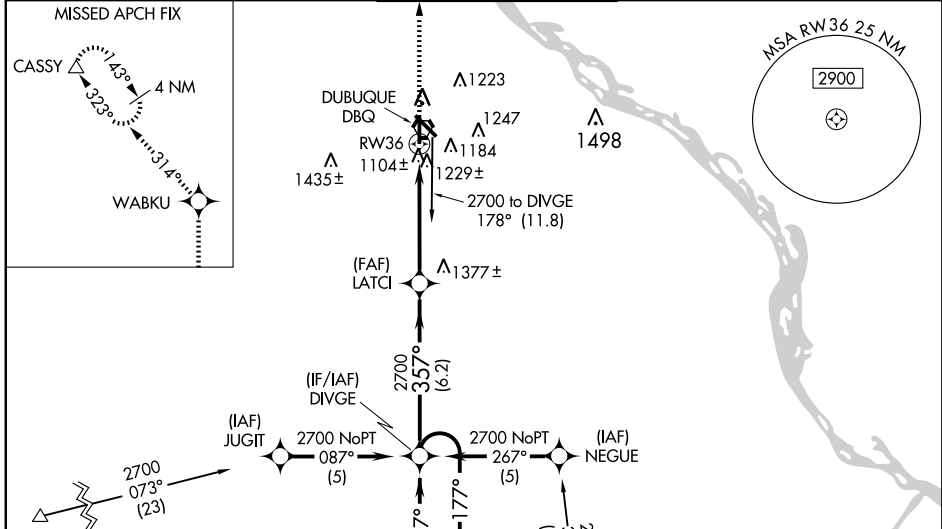 MISSED APCH FIX
CASSY
143°
4 NM
323°
314°
WABKU
MSA RW36 25 NM
2900
1223
DUBUQUE
DBQ
1247
1498
RW36
1184
1104±
1229±
1435±
2700 to DIVGE
178° (11.8)
(FAF)
LATCI
1377±
2700
357°
(6.2)
(IF/IAF)
DIVGE
(IAF)
JUGIT
2700 NoPT
087°
(5)
2700 NoPT
267°
(5)
(IAF)
NEGUE
2700
073°
(23)
177°
7°